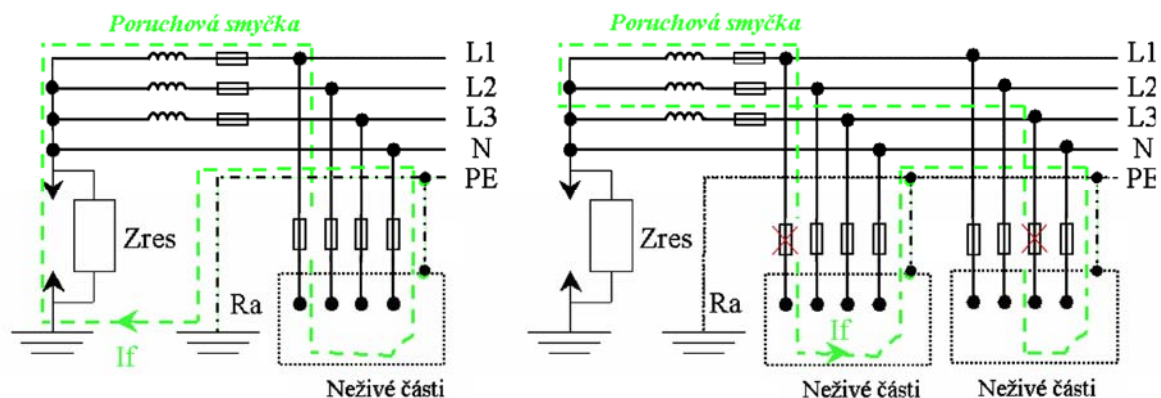 Poruchová smyčka
L1
L2
L3
N
PE
Zres
Ra
If
Neživé části
Poruchová smyčka
L1
L2
L3
N
PE
Zres
Ra
If
Neživé části
Neživé části